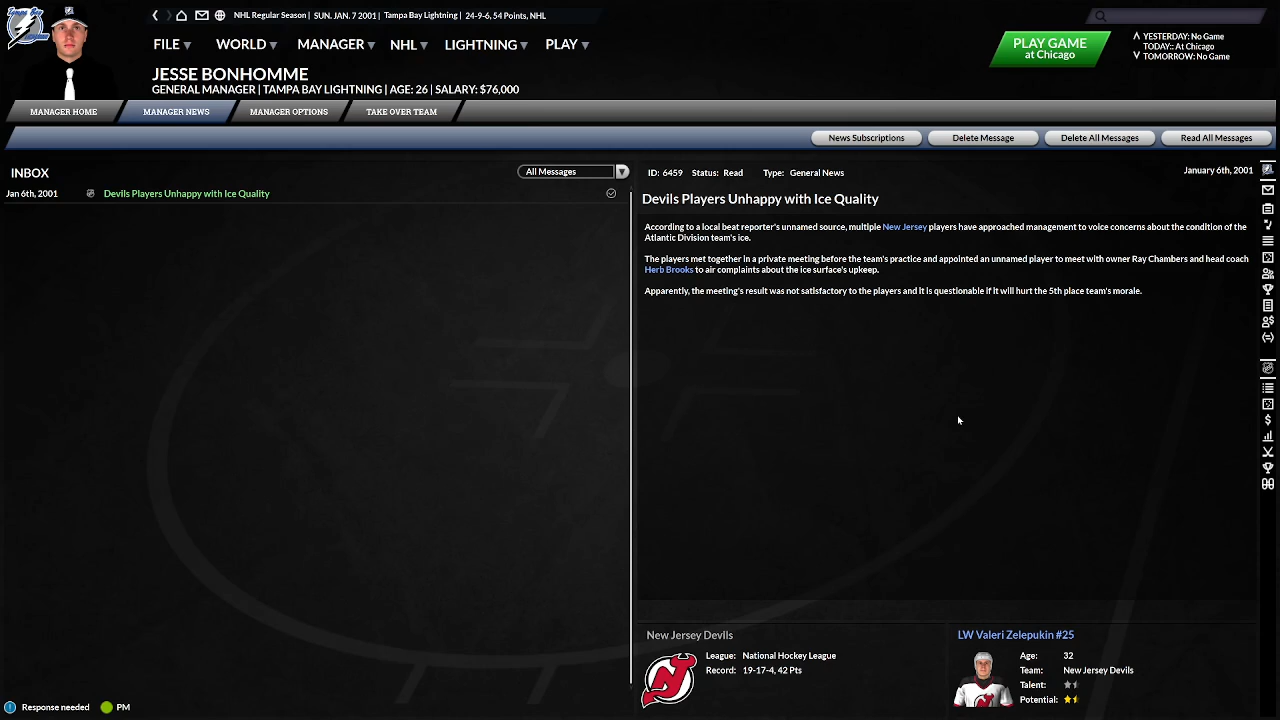 NHL Regular Season | SUN. JAN. 7 2001 | Tampa Bay Lightning | 24-9-6, 54 Points, NHL
FILE WORLD MANAGER NHL LIGHTNING PLAY
PLAY GAME
at Chicago
YESTERDAY: No Game
TODAY:: At Chicago
TOMORROW: No Game
JESSE BONHOMME
GENERAL MANAGER | TAMPA BAY LIGHTNING | AGE: 26 | SALARY: $76,000
MANAGER HOME MANAGER NEWS MANAGER OPTIONS TAKE OVER TEAM
News Subscriptions Delete Message Delete All Messages Read All Messages
INBOX
All Messages
Jan 6th, 2001 Devils Players Unhappy with Ice Quality
ID: 6459 Status: Read Type: General News January 6th, 2001
Devils Players Unhappy with Ice Quality
According to a local beat reporter's unnamed source, multiple New Jersey players have approached management to voice concerns about the condition of the
Atlantic Division team's ice.
The players met together in a private meeting before the team's practice and appointed an unnamed player to meet with owner Ray Chambers and head coach
Herb Brooks to air complaints about the ice surface's upkeep.
Apparently, the meeting's result was not satisfactory to the players and it is questionable if it will hurt the 5th place team's morale.
New Jersey Devils
League: National Hockey League
Record: 19-17-4, 42 Pts
LW Valeri Zelepukin #25
Age: 32
Team: New Jersey Devils
Talent:
Potential:
Response needed PM